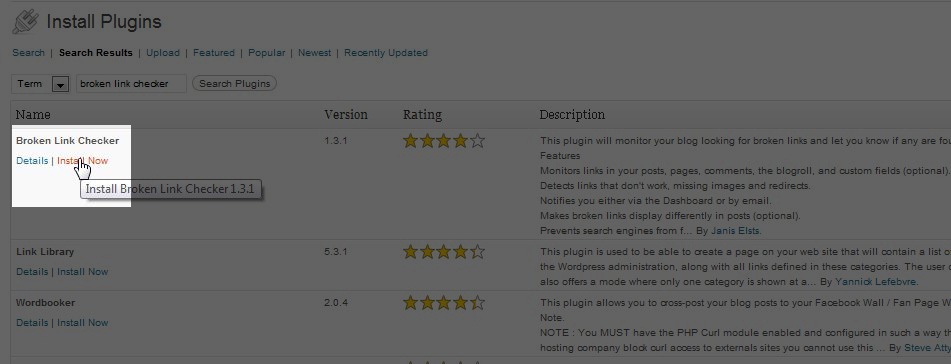 Install Plugins
Search | Search Results | Upload | Featured | Popular | Newest | Recently Updated
Term broken link checker Search Plugins
Name Version Rating Description
Broken Link Checker 1.3.1 This plugin will monitor your blog looking for broken links and let you know if any are fou
Details | Install Now Features
Install Broken Link Checker 1.3.1 Monitors links in your posts, pages, comments, the blogroll, and custom fields (optional).
Detects links that don't work, missing images and redirects.
Notifies you either via the Dashboard or by email.
Makes broken links display differently in posts (optional).
Prevents search engines from f... By Janis Elsts.
Link Library 5.3.1 This plugin is used to be able to create a page on your web site that will contain a list o
Details | Install Now the Wordpress administration, along with all links defined in these categories. The user
also offers a mode where only one category is shown at a... By Yannick Lefebvre.
Wordbooker 2.0.4 This plugin allows you to cross-post your blog posts to your Facebook Wall / Fan Page W
Details | Install Now Note.
NOTE : You MUST have the PHP Curl module enabled and configured in such a way th
hosting company block curl access to externals sites you cannot use this ... By Steve Atty